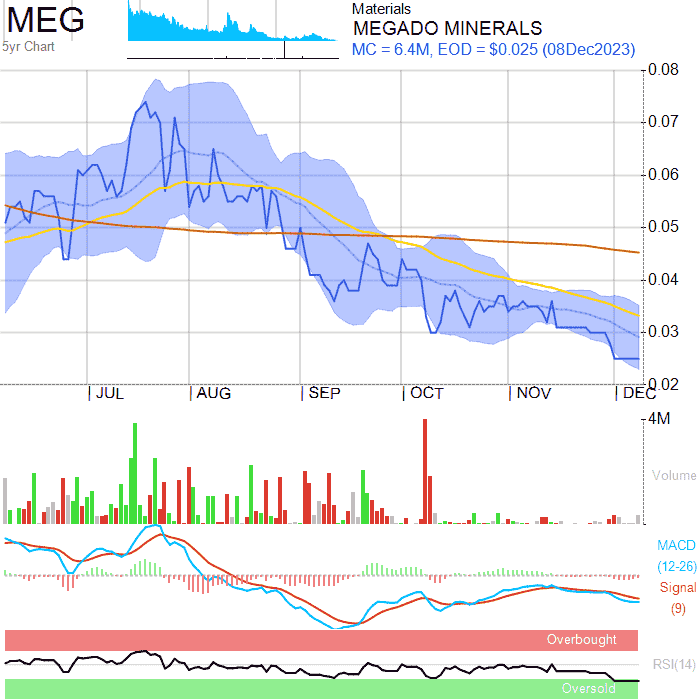 MEG
5yr Chart
Materials
MEGADO MINERALS
MC = 6.4M, EOD = $0.025 (08Dec2023)
0.08
0.07
0.06
0.05
0.04
0.03
0.02
JUL AUG SEP OCT NOV DEC
4M
Volume
MACD
(12-26)
Signal
(9)
Overbought
RSI(14)
Oversold